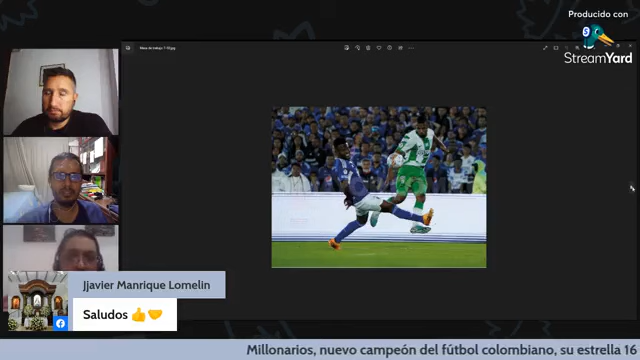 Producido con
StreamYard
Jjavier Manrique Lomelin
Saludos 👍🤝
Millonarios, nuevo campeón del fútbol colombiano, su estrella 16